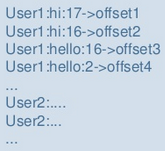 User1:hi:17->offset1
User1:hi:16->offset2
User1:hello:16->offset3
User1:hello:2->offset4
...
User2:....
User2:...
...